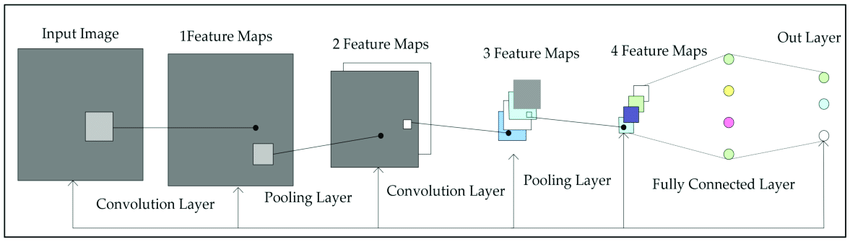 Input Image
1Feature Maps
2 Feature Maps
3 Feature Maps
4 Feature Maps
Out Layer
Convolution Layer
Pooling Layer
Convolution Layer
Pooling Layer
Fully Connected Layer